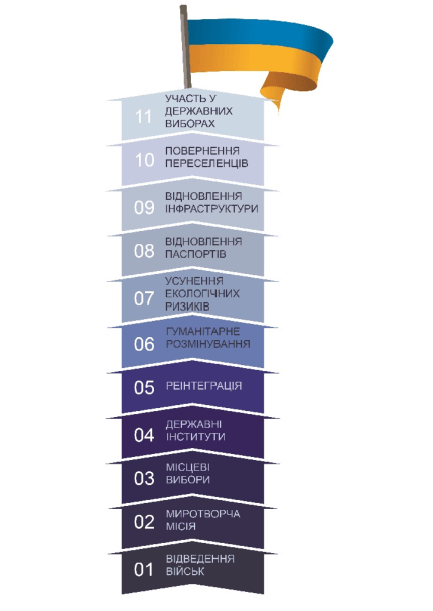 11
УЧАСТЬ У
ДЕРЖАВНИХ
ВИБОРАХ
10
ПОВЕРНЕННЯ
ПЕРЕСЕЛЕНЦІВ
09
ВІДНОВЛЕННЯ
ІНФРАСТРУКТУРИ
08
ВІДНОВЛЕННЯ
ПАСПОРТІВ
07
УСУНЕННЯ
ЕКОЛОГІЧНИХ
РИЗИКІВ
06
ГУМАНІТАРНЕ
РОЗМІНУВАННЯ
05
РЕІНТЕГРАЦІЯ
04
ДЕРЖАВНІ
ІНСТИТУТИ
03
МІСЦЕВІ
ВИБОРИ
02
МИРОТВОРЧА
МІСІЯ
01
ВІДВЕДЕННЯ
ВІЙСЬК